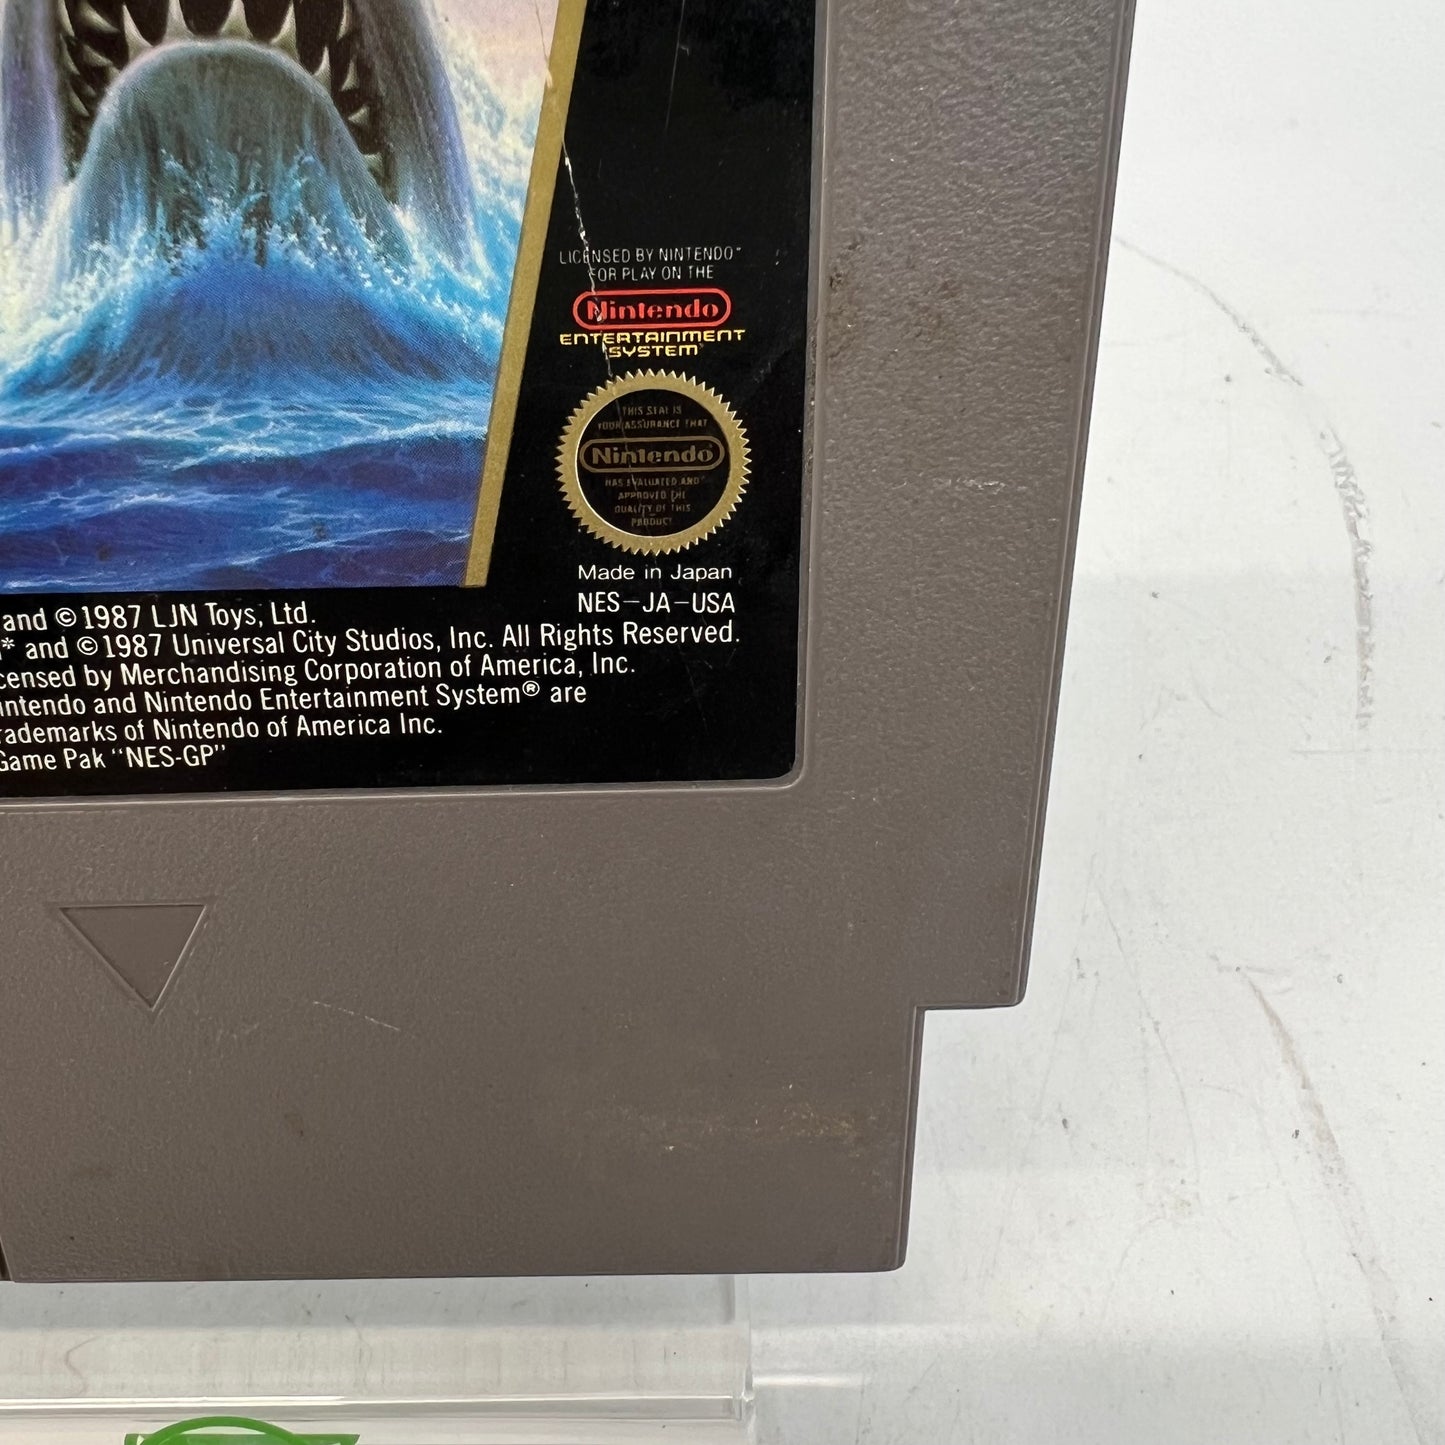 LICENSED BY NINTENDO
FOR PLAY ON THE
Nintendo
ENTERTAINMENT
SYSTEM
THIS SEAL IS
YOUR ASSURANCE THAT
Nintendo
HAS EVALUATED AND
APPROVED THE
QUALITY OF THIS
PRODUCT
Made in Japan
NES-JA-USA
and ©1987 LJN Toys, Ltd.
* and ©1987 Universal City Studios, Inc. All Rights Reserved.
censed by Merchandising Corporation of America, Inc.
intendo and Nintendo Entertainment System® are
rademarks of Nintendo of America Inc.
Game Pak "NES-GP"